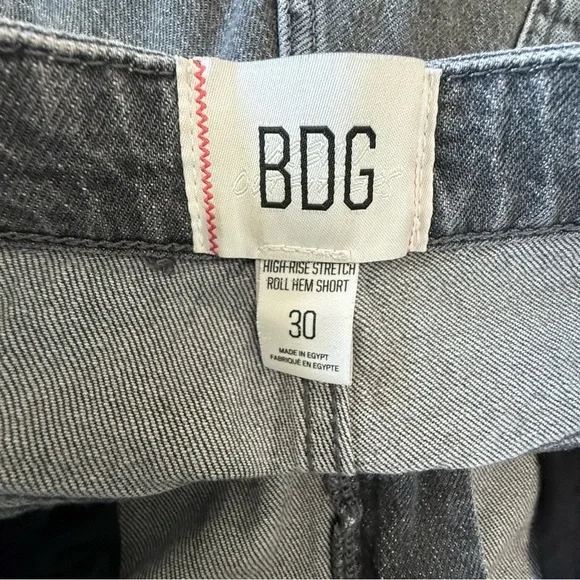 BDG
HIGH-RISE STRETCH
ROLL HEM SHORT
30
MADE IN EGYPT
FABRIQUÉ EN EGYPTE